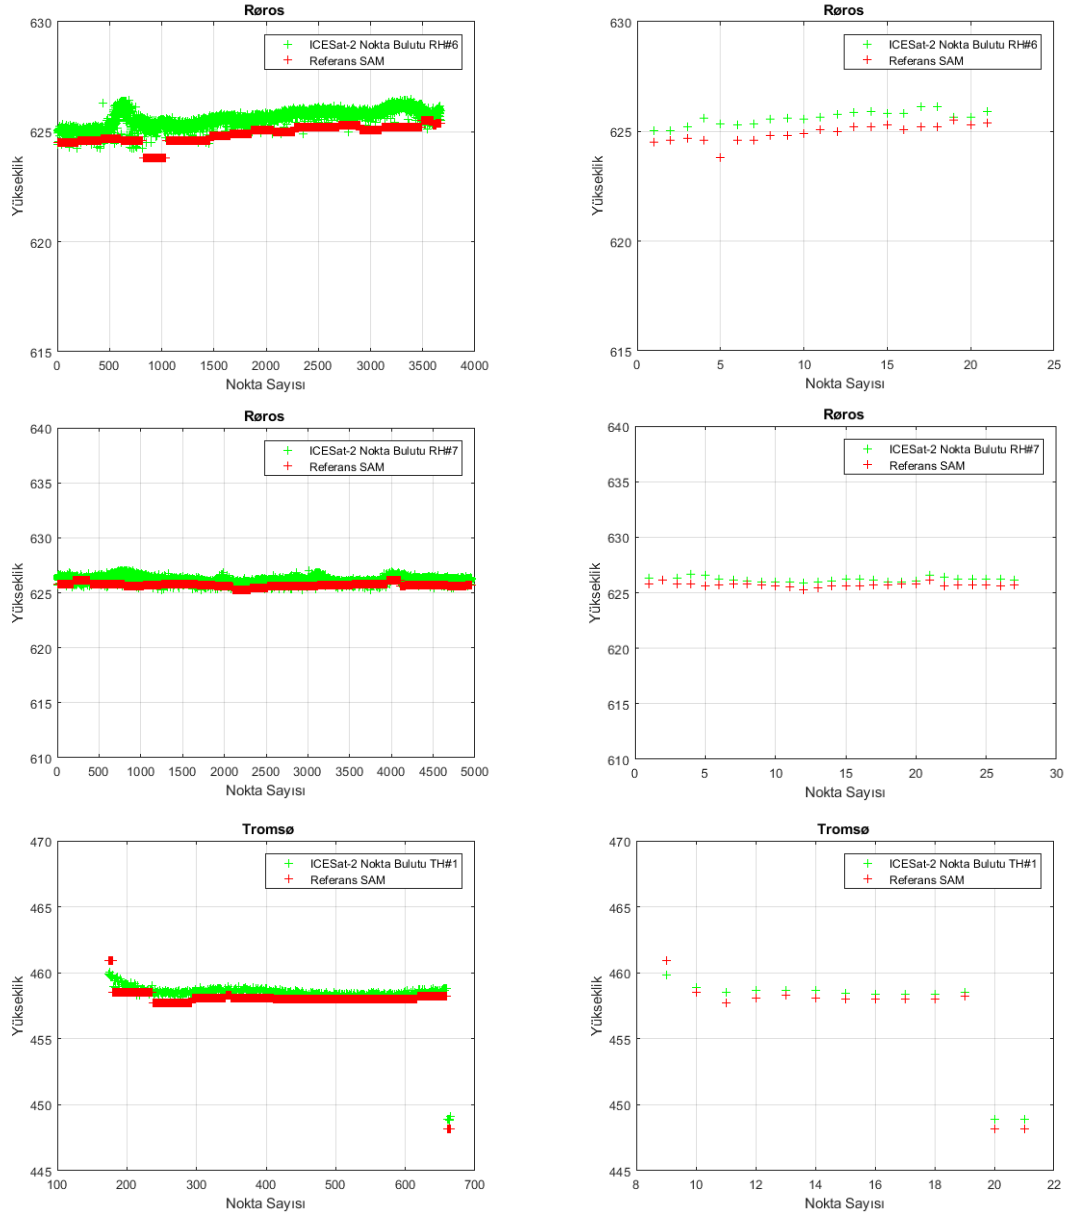 Røros
630
625
620
615
Yükseklik
ICESat-2 Nokta Bulutu RH#6
Referans SAM
0 500 1000 1500 2000 2500 3000 3500 4000
Nokta Sayısı
Røros
630
625
620
615
Yükseklik
ICESat-2 Nokta Bulutu RH#6
Referans SAM
0 5 10 15 20 25
Nokta Sayısı
Røros
640
635
630
625
620
615
610
Yükseklik
ICESat-2 Nokta Bulutu RH#7
Referans SAM
0 500 1000 1500 2000 2500 3000 3500 4000 4500 5000
Nokta Sayısı
Røros
640
635
630
625
620
615
610
Yükseklik
ICESat-2 Nokta Bulutu RH#7
Referans SAM
0 5 10 15 20 25 30
Nokta Sayısı
Tromsø
470
465
460
455
450
445
Yükseklik
ICESat-2 Nokta Bulutu TH#1
Referans SAM
100 200 300 400 500 600 700
Nokta Sayısı
Tromsø
470
465
460
455
450
445
Yükseklik
ICESat-2 Nokta Bulutu TH#1
Referans SAM
8 10 12 14 16 18 20 22
Nokta Sayısı